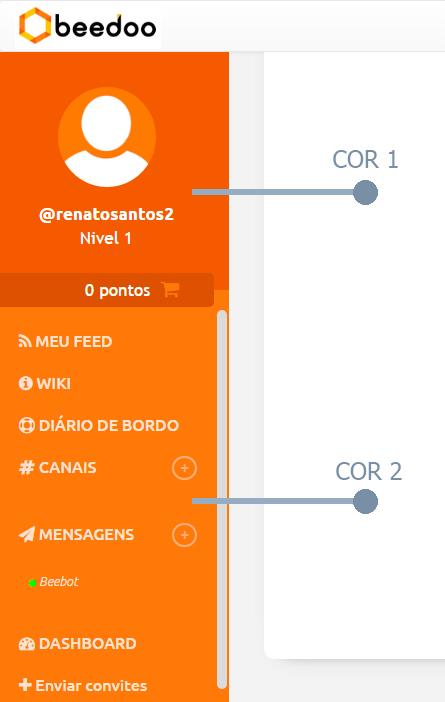 beedoo
COR 1
@renatosantos2
Nivel 1
0 pontos
MEU FEED
WIKI
DIÁRIO DE BORDO
# CANAIS +
COR 2
MENSAGENS +
Beebot
DASHBOARD
+ Enviar convites